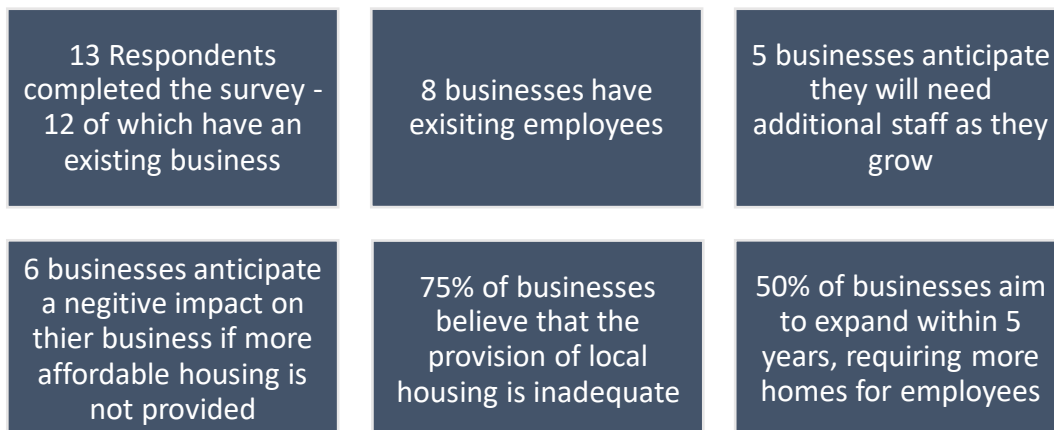 13 Respondents
completed the survey -
12 of which have an
existing business
8 businesses have
exisiting employees
5 businesses anticipate
they will need
additional staff as they
grow
6 businesses anticipate
a negitive impact on
thier business if more
affordable housing is
not provided
75% of businesses
believe that the
provision of local
housing is inadequate
50% of businesses aim
to expand within 5
years, requiring more
homes for employees